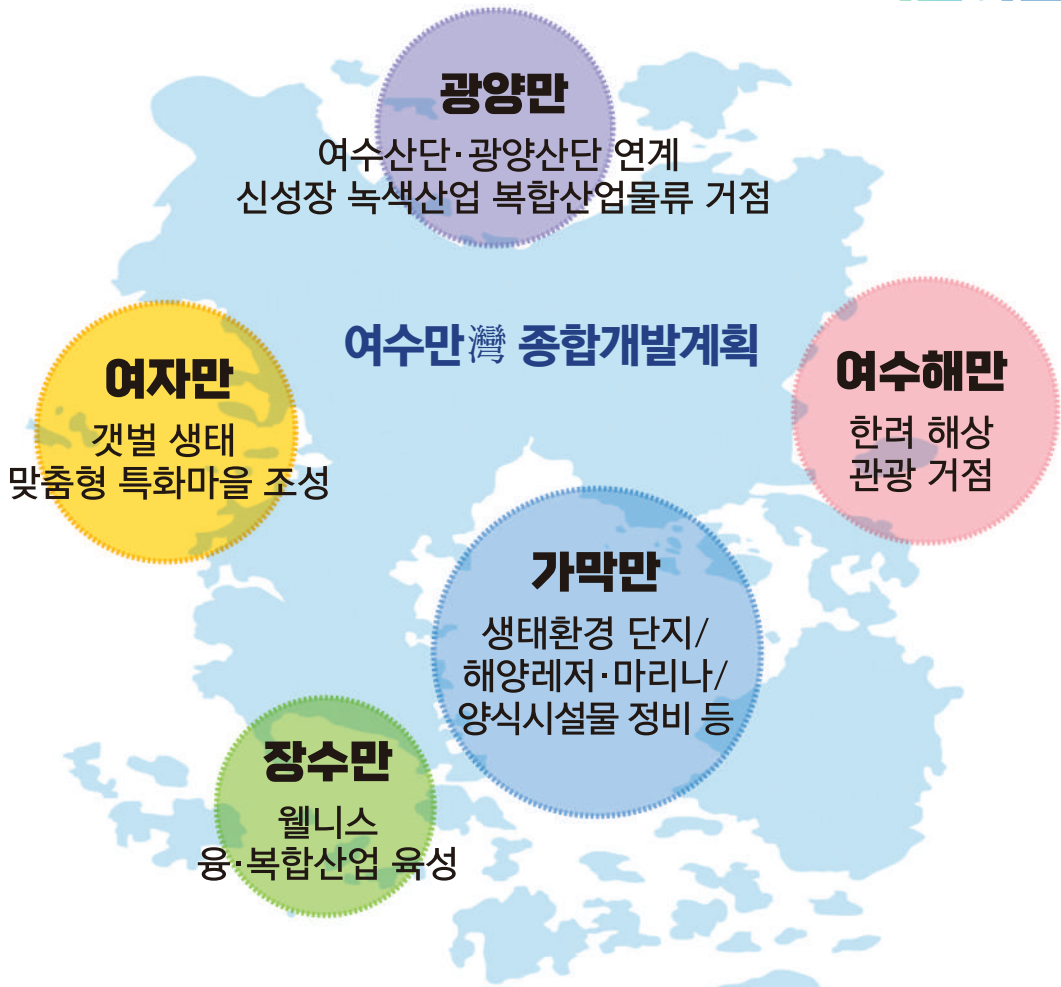 광양만
여수산단·광양산단 연계
신성장 녹색산업 복합산업물류 거점
여수만灣 종합개발계획
여자만
갯벌 생태
맞춤형 특화마을 조성
여수해만
한려 해상
관광 거점
가막만
생태환경 단지/
해양레저·마리나/
양식시설물 정비 등
장수만
웰니스
융·복합산업 육성